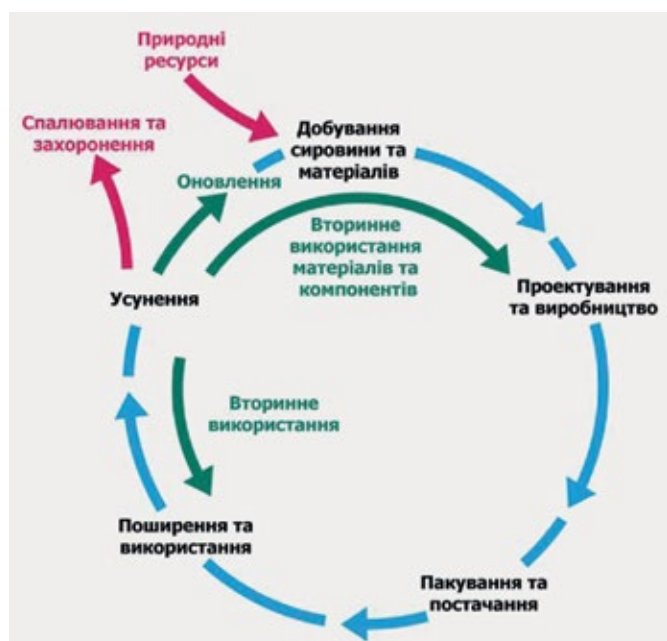 Природні
ресурси
Спалювання та
захоронення
Добування
сировини та
матеріалів
Оновлення
Вторинне
використання
матеріалів та
компонентів
Усунення
Проектування
та виробництво
Вторинне
використання
Поширення та
використання
Пакування та
постачання